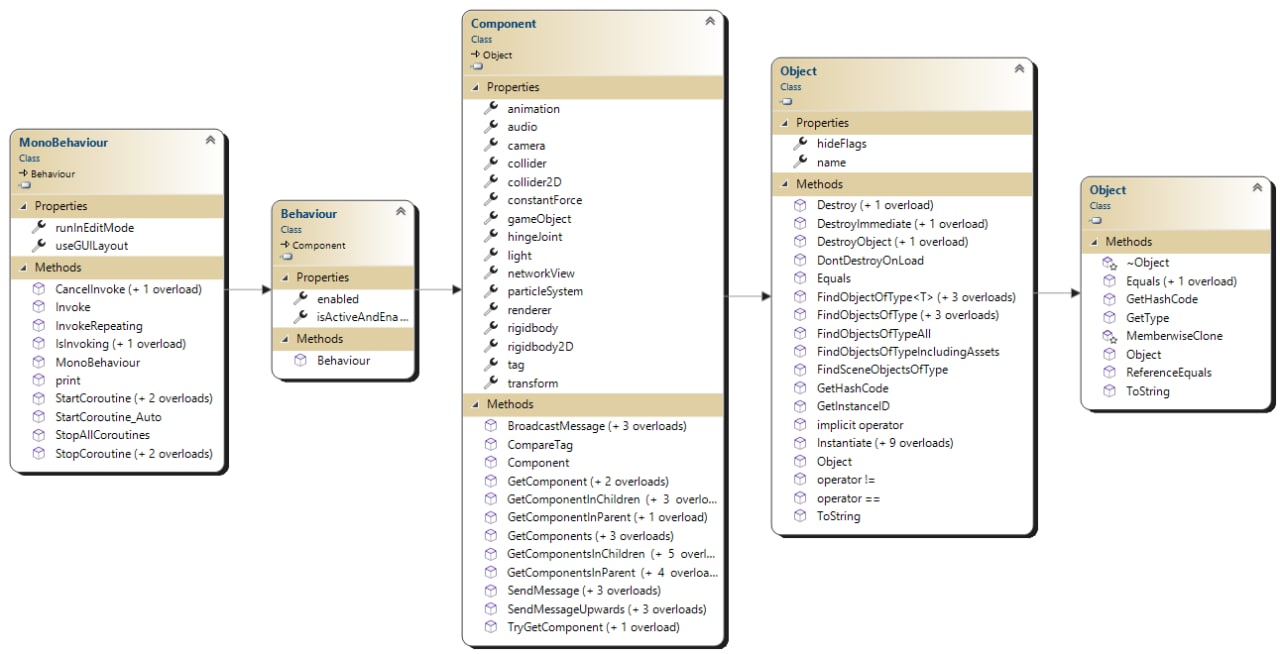 MonoBehaviour
Class
Behaviour
Properties
runInEditMode
useGUILayout
Methods
CancelInvoke (+ 1 overload)
Invoke
InvokeRepeating
IsInvoking (+ 1 overload)
MonoBehaviour
print
StartCoroutine (+ 2 overloads)
StartCoroutine_Auto
StopAllCoroutines
StopCoroutine (+ 2 overloads)
Behaviour
Class
Component
Properties
enabled
isActiveAndEna...
Methods
Behaviour
Component
Class
Object
Properties
animation
audio
camera
collider
collider2D
constantForce
gameObject
hingeJoint
light
networkView
particleSystem
renderer
rigidbody
rigidbody2D
tag
transform
Methods
BroadcastMessage (+ 3 overloads)
CompareTag
Component
GetComponent (+ 2 overloads)
GetComponentInChildren (+ 3 overlo...
GetComponentInParent (+ 1 overload)
GetComponents (+ 3 overloads)
GetComponentsInChildren (+ 5 overl...
GetComponentsInParent (+ 4 overloa...
SendMessage (+ 3 overloads)
SendMessageUpwards (+ 3 overloads)
TryGetComponent (+ 1 overload)
Object
Class
Properties
hideFlags
name
Methods
Destroy (+ 1 overload)
DestroyImmediate (+ 1 overload)
DestroyObject (+ 1 overload)
DontDestroyOnLoad
Equals
FindObjectOfType<T> (+ 3 overloads)
FindObjectsOfType (+ 3 overloads)
FindObjectsOfTypeAll
FindObjectsOfTypeIncludingAssets
FindSceneObjectsOfType
GetHashCode
GetInstanceID
implicit operator
Instantiate (+ 9 overloads)
Object
operator !=
operator ==
ToString
Object
Class
Methods
~Object
Equals (+ 1 overload)
GetHashCode
GetType
MemberwiseClone
Object
ReferenceEquals
ToString